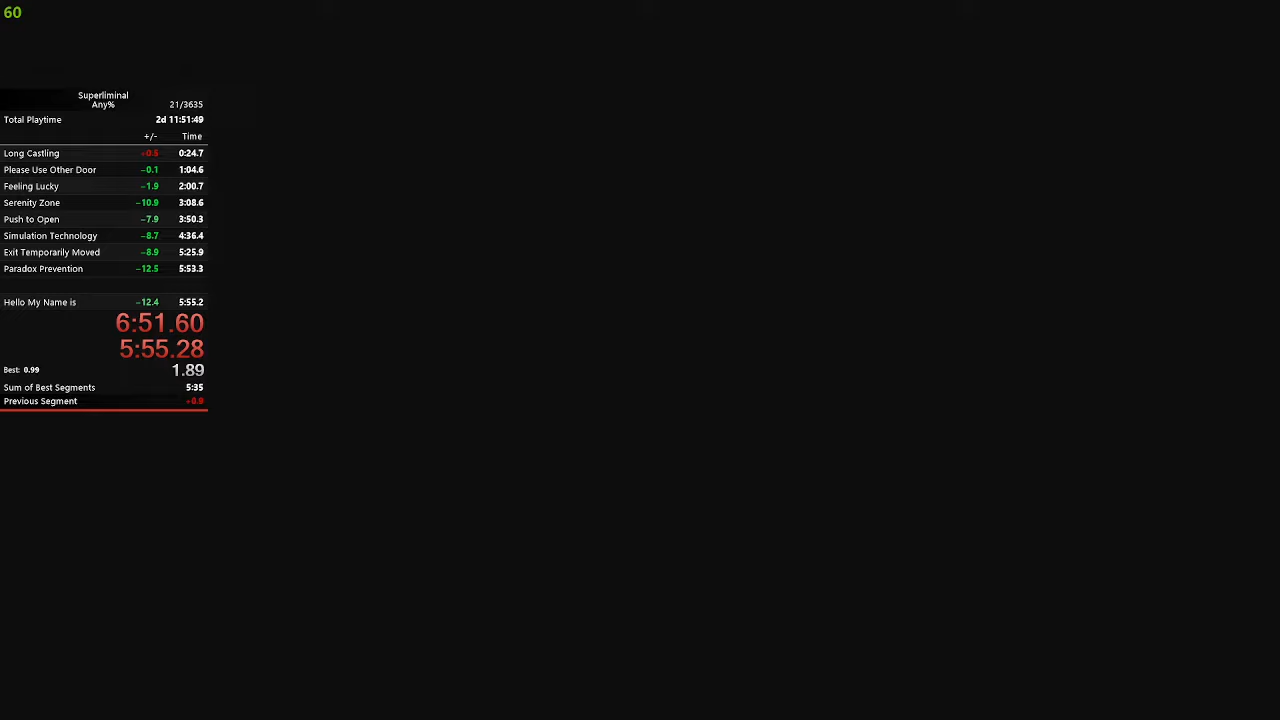 60
Superliminal
Any% 21/3635
Total Playtime 2d 11:51:49
+/- Time
Long Castling +0.5 0:24.7
Please Use Other Door −0.1 1:04.6
Feeling Lucky −1.9 2:00.7
Serenity Zone −10.9 3:08.6
Push to Open −7.9 3:50.3
Simulation Technology −8.7 4:36.4
Exit Temporarily Moved −8.9 5:25.9
Paradox Prevention −12.5 5:53.3
Hello My Name is −12.4 5:55.2
6:51.60
5:55.28
Best: 0.99 1.89
Sum of Best Segments 5:35
Previous Segment +0.9